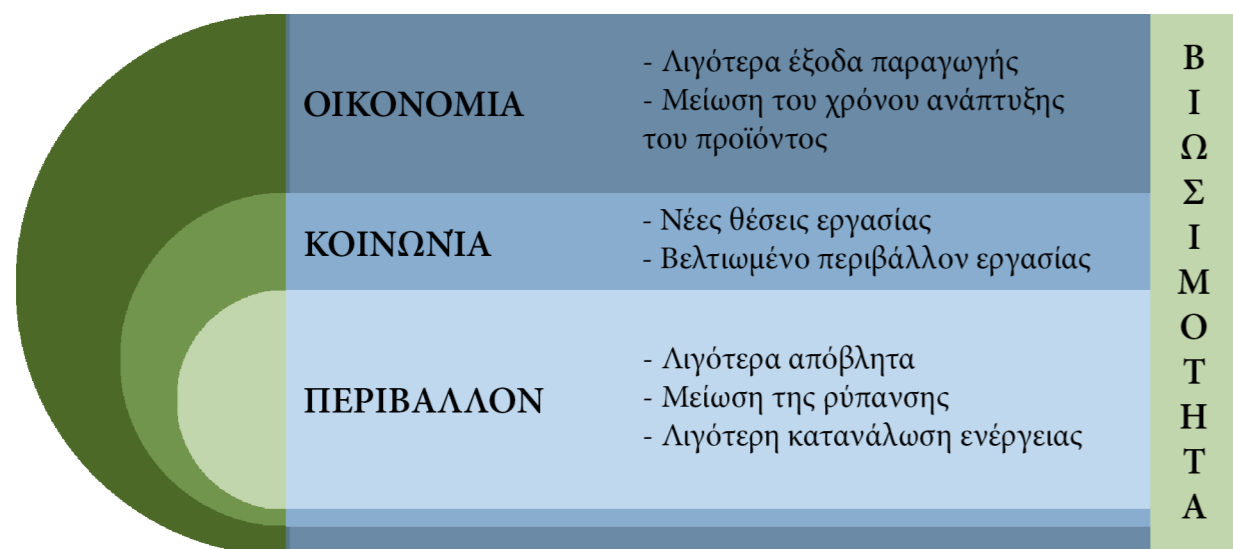 ΟΙΚΟΝΟΜΙΑ
- Λιγότερα έξοδα παραγωγής
- Μείωση του χρόνου ανάπτυξης
του προϊόντος
ΚΟΙΝΩΝΊΑ
- Νέες θέσεις εργασίας
- Βελτιωμένο περιβάλλον εργασίας
ΠΕΡΙΒΑΛΛΟΝ
- Λιγότερα απόβλητα
- Μείωση της ρύπανσης
- Λιγότερη κατανάλωση ενέργειας
Β
Ι
Ω
Σ
Ι
Μ
Ο
Τ
Η
Τ
Α